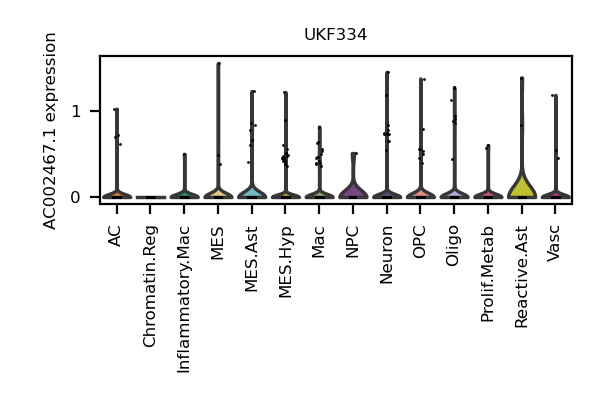 UKF334
AC002467.1 expression
1
0
AC
Chromatin.Reg
Inflammatory.Mac
MES
MES.Ast
MES.Hyp
Mac
NPC
Neuron
OPC
Oligo
Prolif.Metab
Reactive.Ast
Vasc